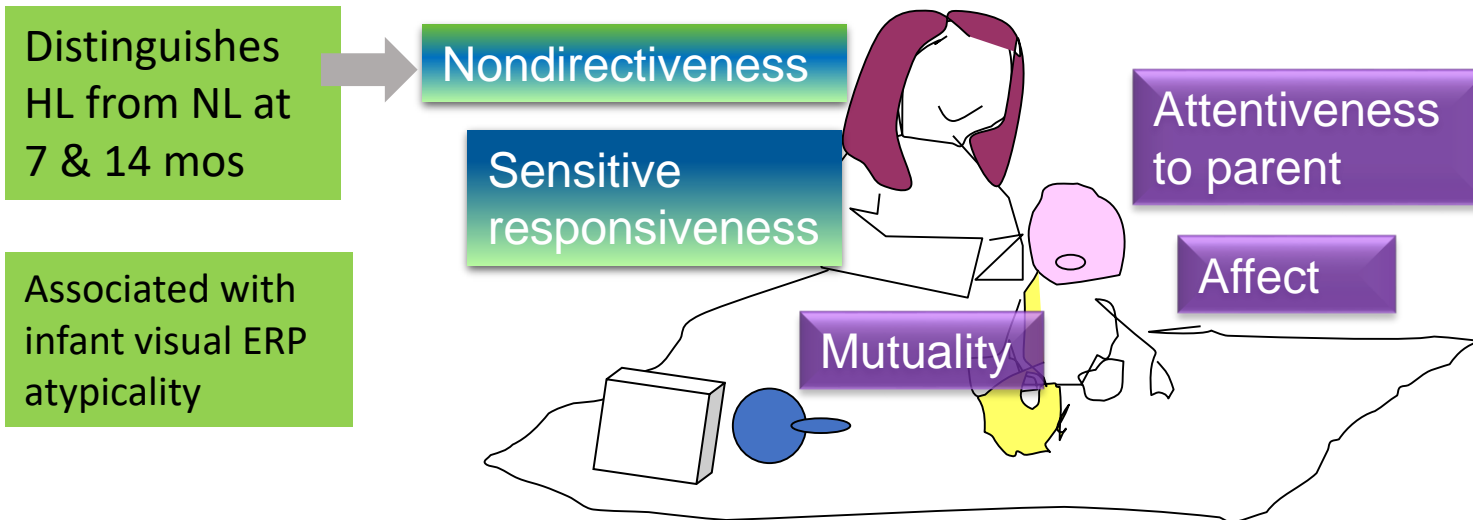 Distinguishes
HL from NL at
7 & 14 mos
Nondirectiveness
Sensitive
responsiveness
Attentiveness
to parent
Associated with
infant visual ERP
atypicality
Affect
Mutuality